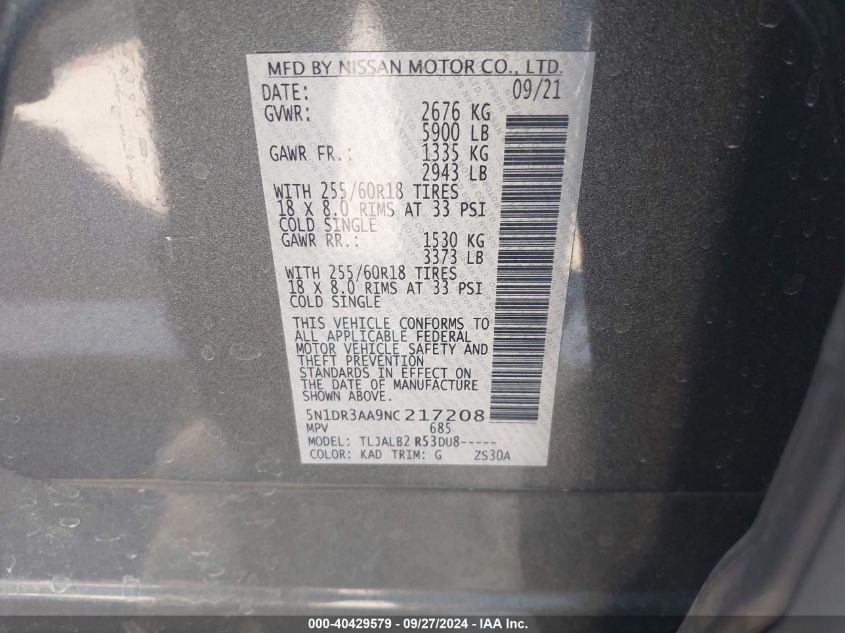 MFD BY NISSAN MOTOR CO., LTD.
DATE: 09/21
GVWR: 2676 KG
5900 LB
GAWR FR.: 1335 KG
2943 LB
WITH 255/60R18 TIRES
18 X 8.0 RIMS AT 33 PSI
COLD SINGLE
GAWR RR.: 1530 KG
3373 LB
WITH 255/60R18 TIRES
18 X 8.0 RIMS AT 33 PSI
COLD SINGLE
THIS VEHICLE CONFORMS TO
ALL APPLICABLE FEDERAL
MOTOR VEHICLE SAFETY AND
THEFT PREVENTION
STANDARDS IN EFFECT ON
THE DATE OF MANUFACTURE
SHOWN ABOVE.
5N1DR3AA9NC217208
MPV 685
MODEL: TLJALB2 R53DU8-----
COLOR: KAD TRIM: G ZS30A
000-40429579 - 09/27/2024 - IAA Inc.